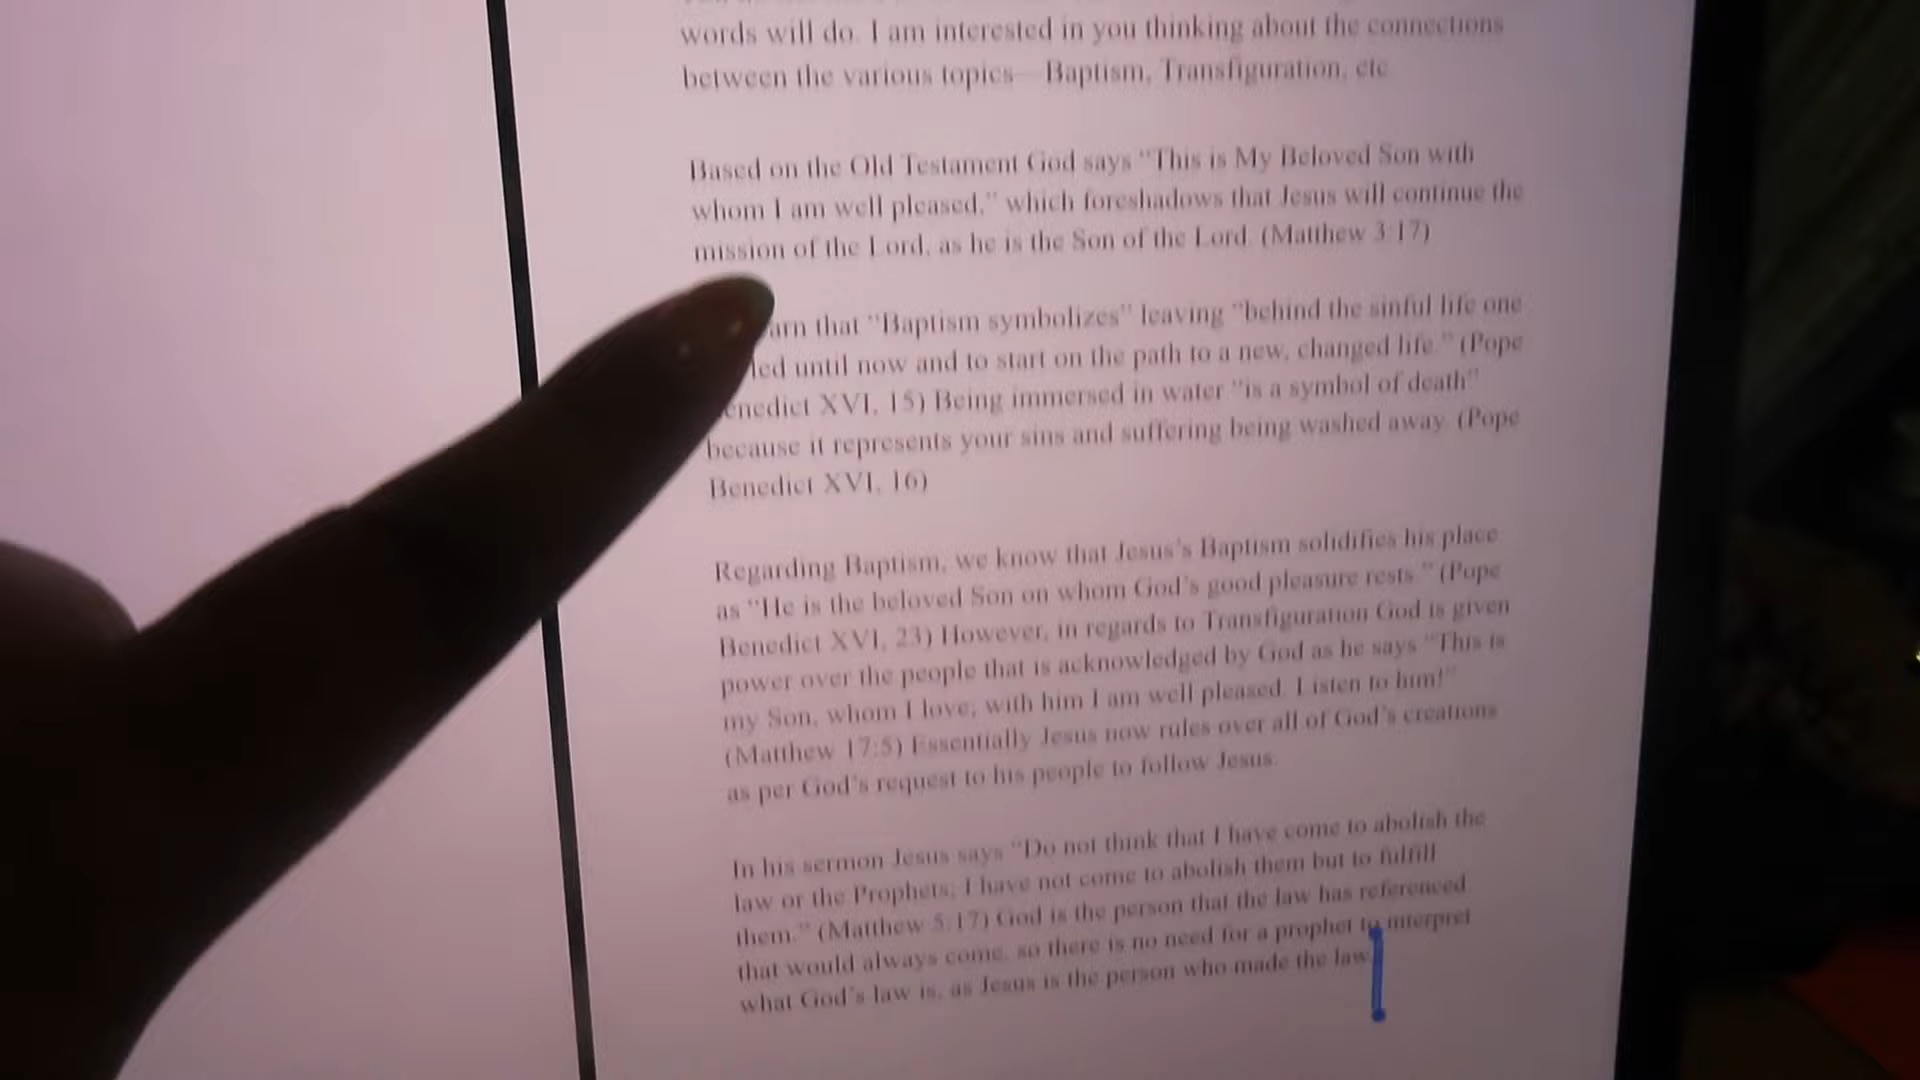 words will do. I am interested in you thinking about the connections
between the various topics—Baptism, Transfiguration, etc
Based on the Old Testament God says "This is My Beloved Son with
whom I am well pleased," which foreshadows that Jesus will continue the
mission of the Lord, as he is the Son of the Lord. (Matthew 3:17)
that "Baptism symbolizes" leaving "behind the sinful life one
until now and to start on the path to a new, changed life." (Pope
XVI, 15) Being immersed in water "is a symbol of death"
because it represents your sins and suffering being washed away. (Pope
Benedict XVI, 16)
Regarding Baptism, we know that Jesus's Baptism solidifies his place
as "He is the beloved Son on whom God's good pleasure rests." (Pope
Benedict XVI, 23) However, in regards to Transfiguration God is given
power over the people that is acknowledged by God as he says "This is
my Son, whom I love; with him I am well pleased. Listen to him!"
(Matthew 17:5) Essentially Jesus now rules over all of God's creations
as per God's request to his people to follow Jesus.
In his sermon Jesus says "Do not think that I have come to abolish the
law or the Prophets; I have not come to abolish them but to fulfill
them." (Matthew 5:17) God is the person that the law has referenced
that would always come, so there is no need for a prophet to interpret
what God's law is, as Jesus is the person who made the law.